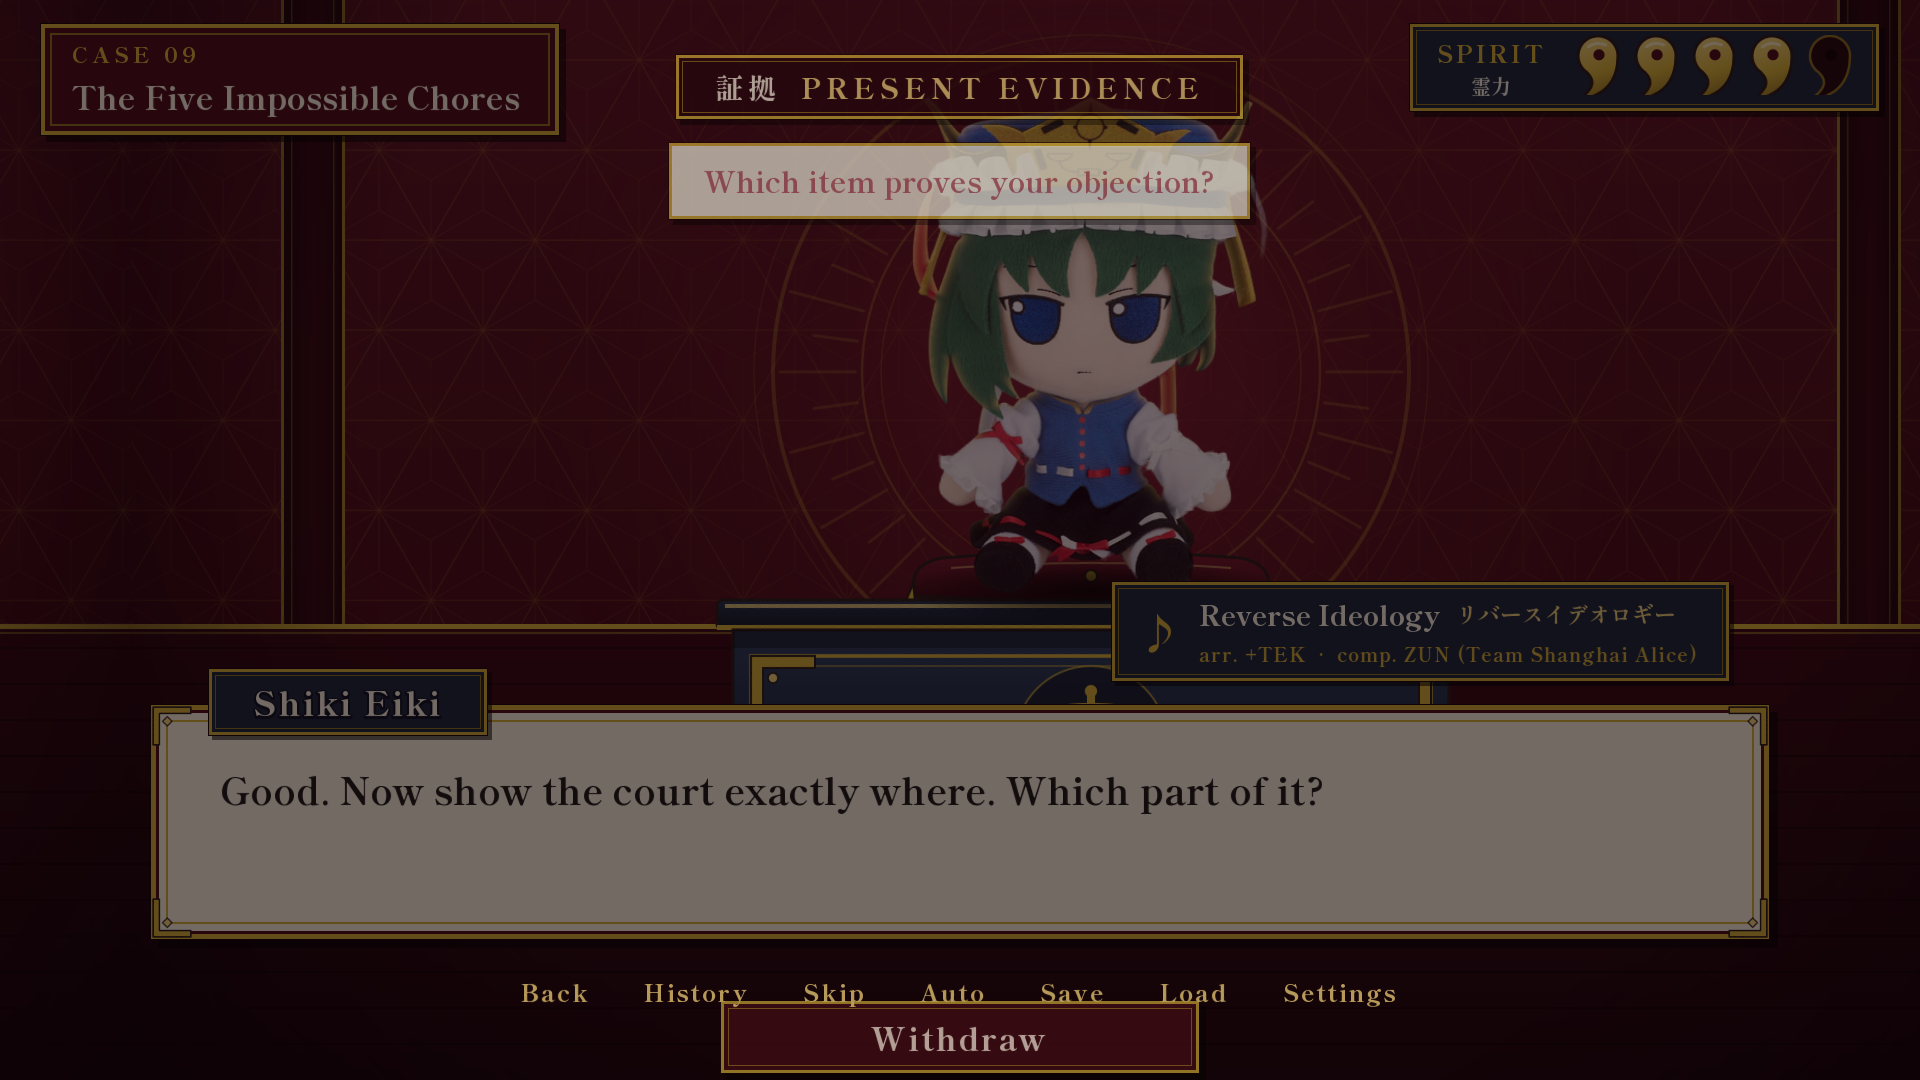 CASE 09
The Five Impossible Chores
証拠 PRESENT EVIDENCE
SPIRIT
霊力
Which item proves your objection?
Reverse Ideology リバースイデオロギー
arr. +TEK · comp. ZUN (Team Shanghai Alice)
Shiki Eiki
Good. Now show the court exactly where. Which part of it?
Back History Skip Auto Save Load Settings
Withdraw